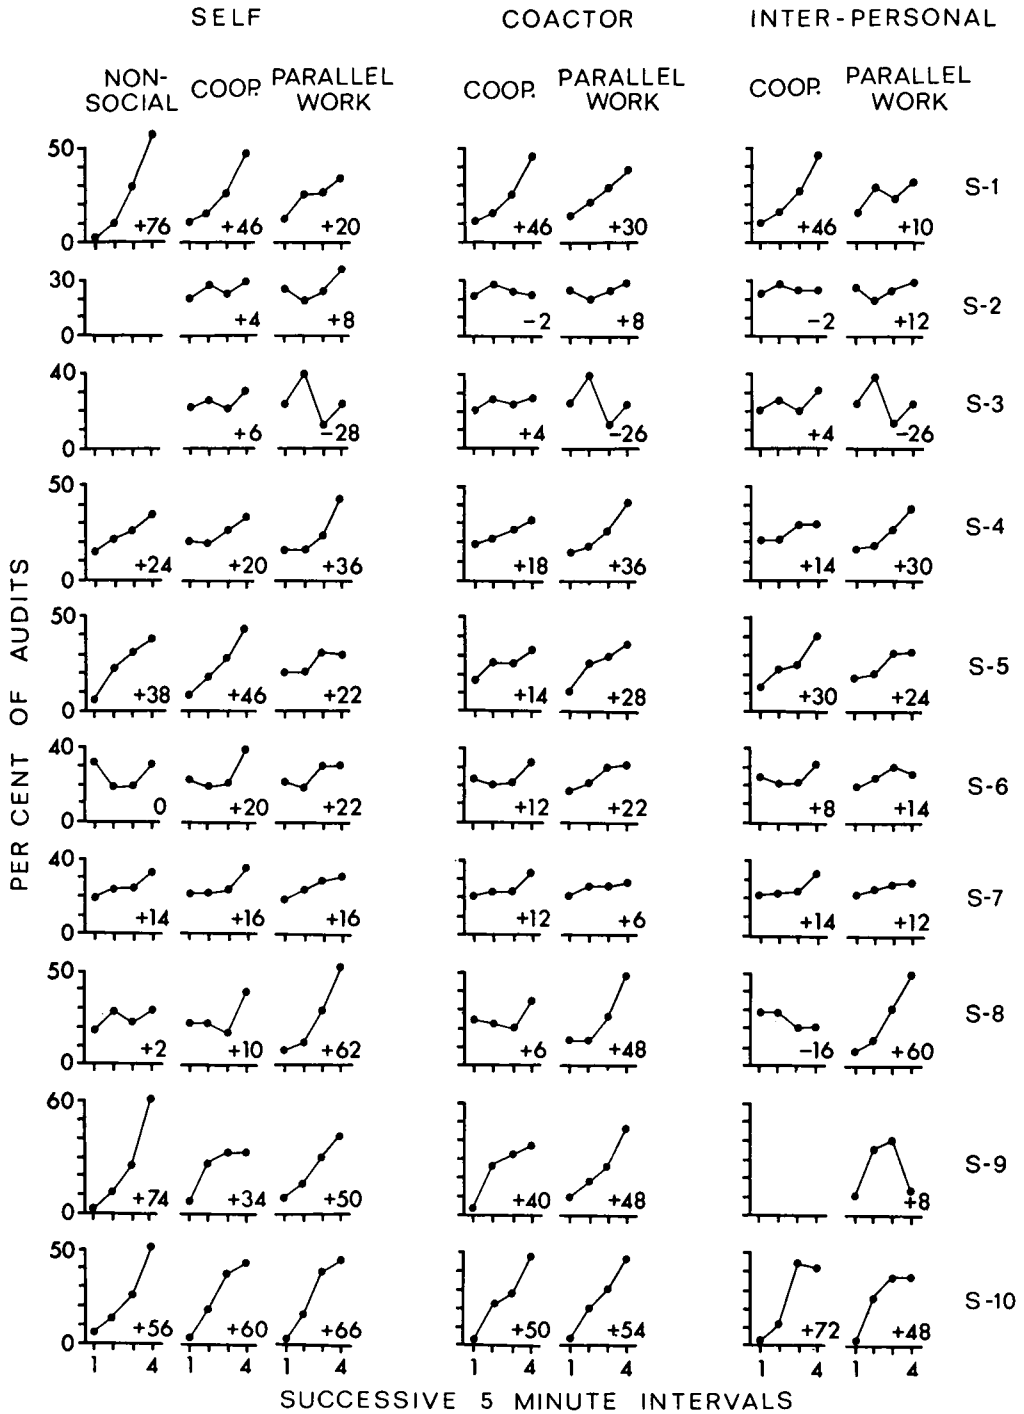 SELF COACTOR INTER-PERSONAL
NON-SOCIAL COOP. PARALLEL WORK COOP. PARALLEL WORK COOP. PARALLEL WORK
50
0
+76 +46 +20 +46 +30 +46 +10 S-1
30
0
+4 +8 −2 +8 −2 +12 S-2
40
0
+6 −28 +4 −26 +4 −26 S-3
50
0
+24 +20 +36 +18 +36 +14 +30 S-4
50
0
+38 +46 +22 +14 +28 +30 +24 S-5
40
0
0 +20 +22 +12 +22 +8 +14 S-6
40
0
+14 +16 +16 +12 +6 +14 +12 S-7
50
0
+2 +10 +62 +6 +48 −16 +60 S-8
60
0
+74 +34 +50 +40 +48 +8 S-9
50
0
+56 +60 +66 +50 +54 +72 +48 S-10
1 4 1 4 1 4 1 4 1 4 1 4 1 4
PER CENT OF AUDITS
SUCCESSIVE 5 MINUTE INTERVALS